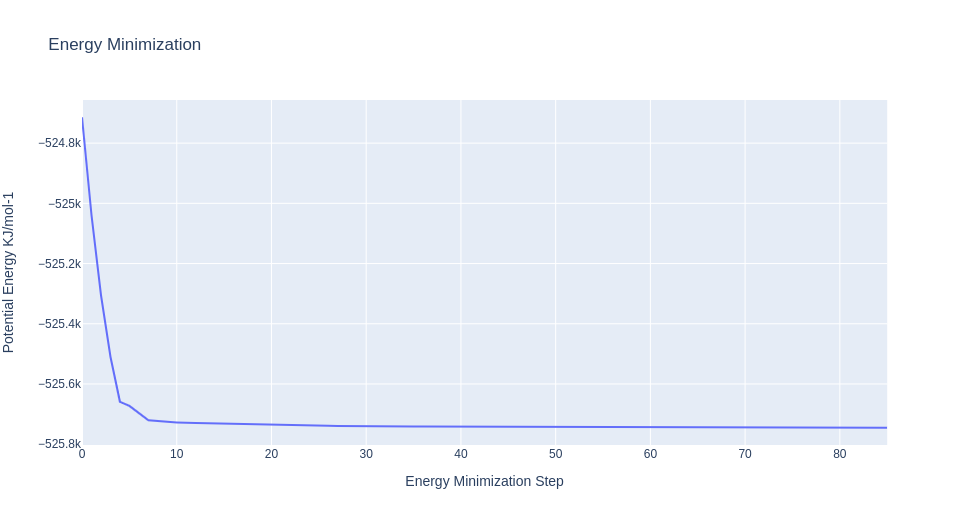 Energy Minimization
Potential Energy KJ/mol-1
−524.8k
−525k
−525.2k
−525.4k
−525.6k
−525.8k
0 10 20 30 40 50 60 70 80
Energy Minimization Step